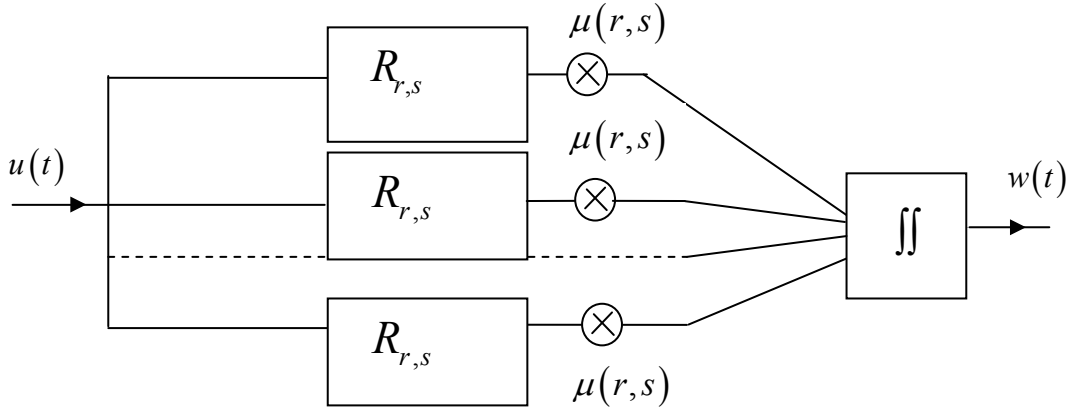 μ(r,s)
R_{r,s}
μ(r,s)
u(t)
R_{r,s}
w(t)
∬
R_{r,s}
μ(r,s)